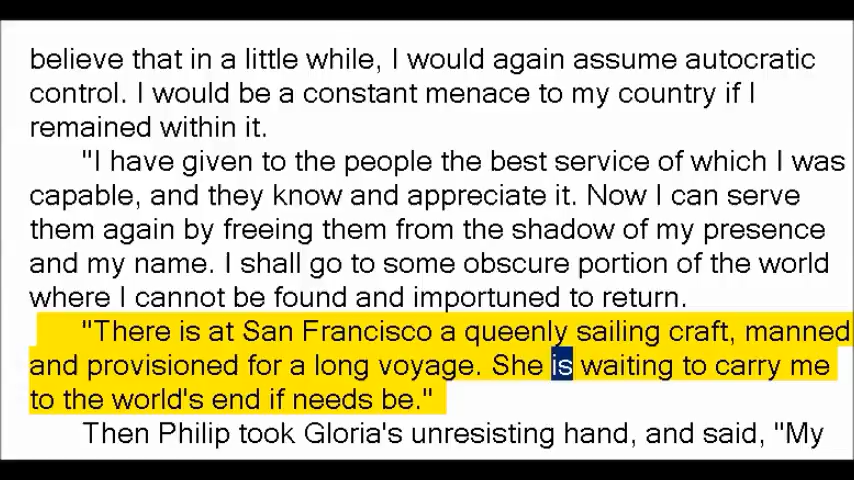 believe that in a little while, I would again assume autocratic
control. I would be a constant menace to my country if I
remained within it.
"I have given to the people the best service of which I was
capable, and they know and appreciate it. Now I can serve
them again by freeing them from the shadow of my presence
and my name. I shall go to some obscure portion of the world
where I cannot be found and importuned to return.
"There is at San Francisco a queenly sailing craft, manned
and provisioned for a long voyage. She is waiting to carry me
to the world's end if needs be."
Then Philip took Gloria's unresisting hand, and said, "My